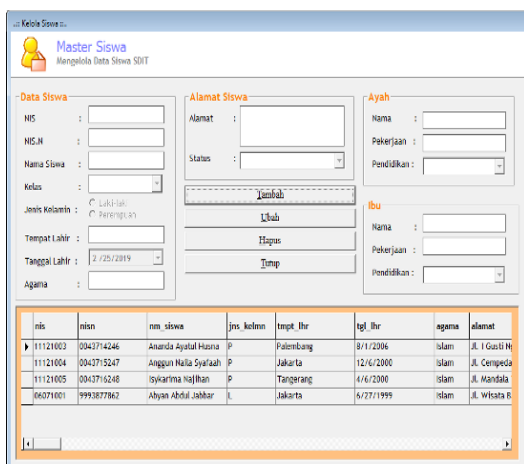 ..:: Kelola Siswa ::..
Master Siswa
Mengelola Data Siswa SDIT
Data Siswa
NIS :
NIS.N :
Nama Siswa :
Kelas :
Jenis Kelamin : Laki-laki
Perempuan
Tempat Lahir :
Tanggal Lahir : 2 /25/2019
Agama :
Alamat Siswa
Alamat :
Status :
Tambah
Ubah
Hapus
Tutup
Ayah
Nama :
Pekerjaan :
Pendidikan :
Ibu
Nama :
Pekerjaan :
Pendidikan :
nis nisn nm_siswa jns_kelmn tmpt_lhr tgl_lhr agama alamat
11121003 0043714246 Ananda Ayatul Husna P Palembang 8/1/2006 Islam Jl. I Gusti
11121004 0043715247 Anggun Naila Syafaah P Jakarta 12/6/2000 Islam Jl. Cempeda
11121005 0043716248 Isykarima Najihan P Tangerang 4/6/2000 Islam Jl. Mandala
06071001 9993877862 Abyan Abdul Jabbar L Jakarta 6/27/1999 Islam Jl. Wisata B